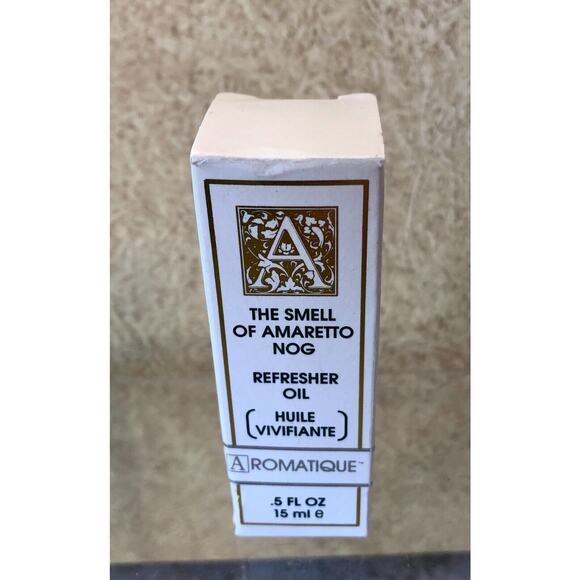 A
THE SMELL
OF AMARETTO
NOG
REFRESHER
OIL
(HUILE
VIVIFIANTE)
AROMATIQUE™
.5 FL OZ
15 ml e